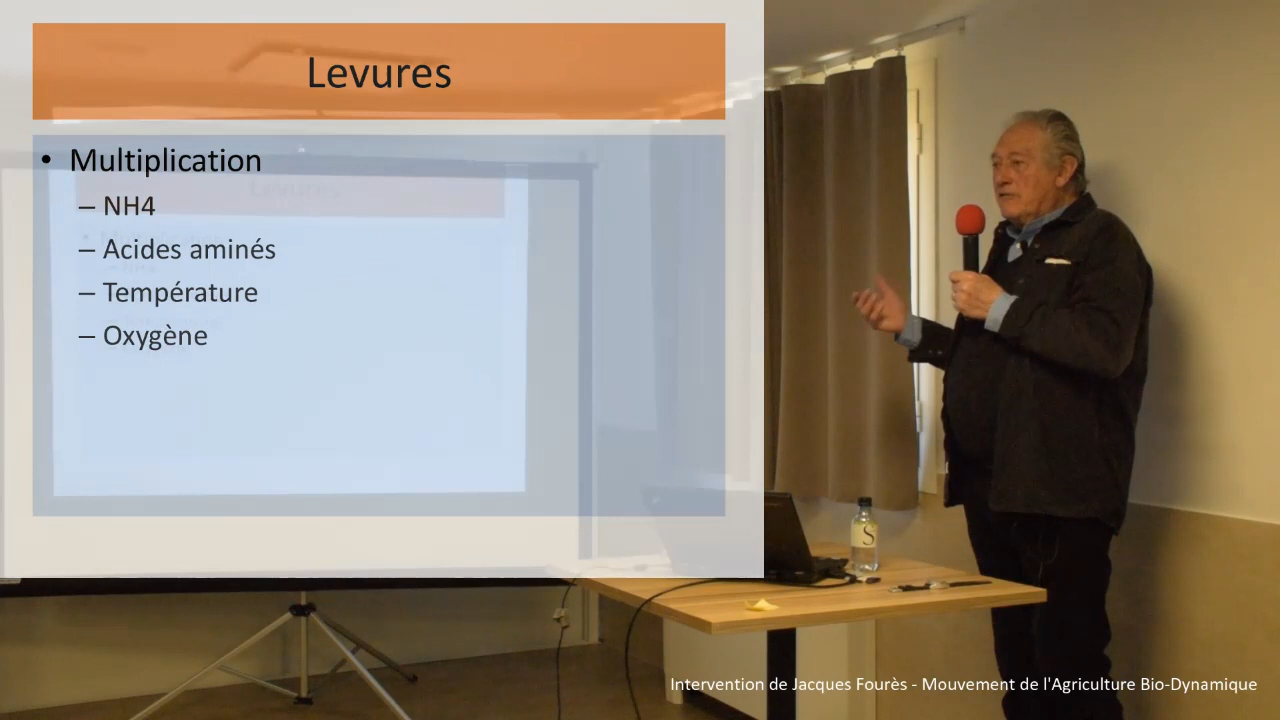 Levures
• Multiplication
– NH4
– Acides aminés
– Température
– Oxygène
S
Intervention de Jacques Fourès - Mouvement de l'Agriculture Bio-Dynamique